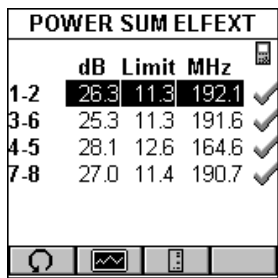 POWER SUM ELFEXT
dB Limit MHz
1-2 26.3 11.3 192.1
3-6 25.3 11.3 191.6
4-5 28.1 12.6 164.6
7-8 27.0 11.4 190.7